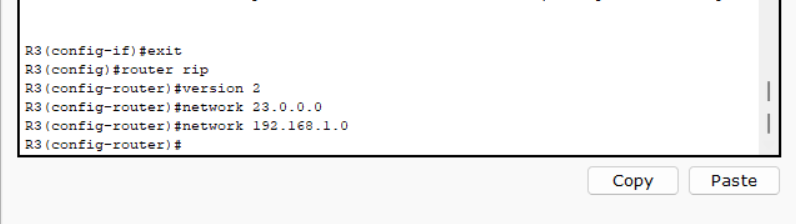 R3(config-if)#exit
R3(config)#router rip
R3(config-router)#version 2
R3(config-router)#network 23.0.0.0
R3(config-router)#network 192.168.1.0
R3(config-router)#
Copy
Paste